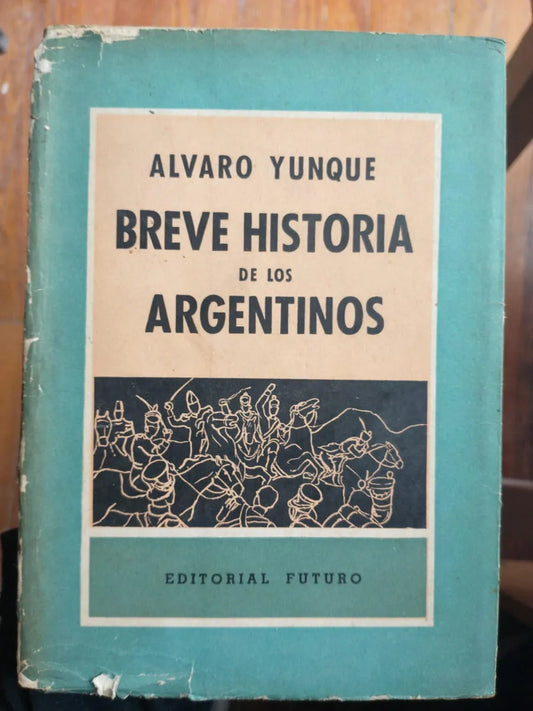 ALVARO YUNQUE
BREVE HISTORIA
DE LOS
ARGENTINOS
EDITORIAL FUTURO